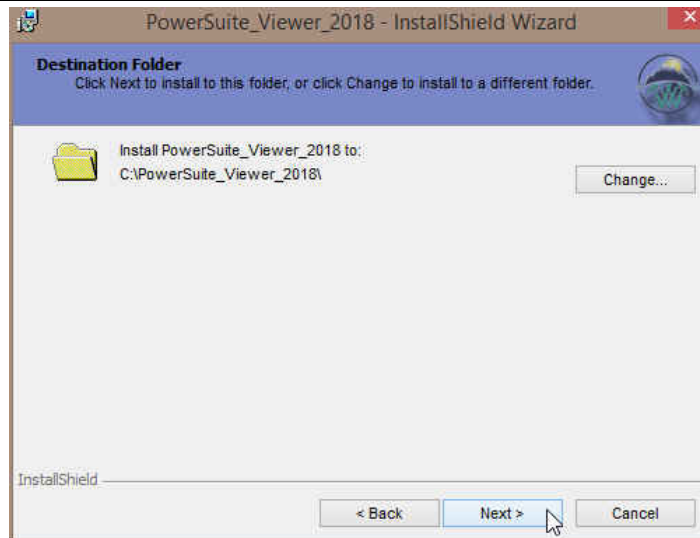 PowerSuite_Viewer_2018 - InstallShield Wizard
Destination Folder
Click Next to install to this folder, or click Change to install to a different folder.
Install PowerSuite_Viewer_2018 to:
C:\PowerSuite_Viewer_2018\
Change...
InstallShield
< Back
Next >
Cancel